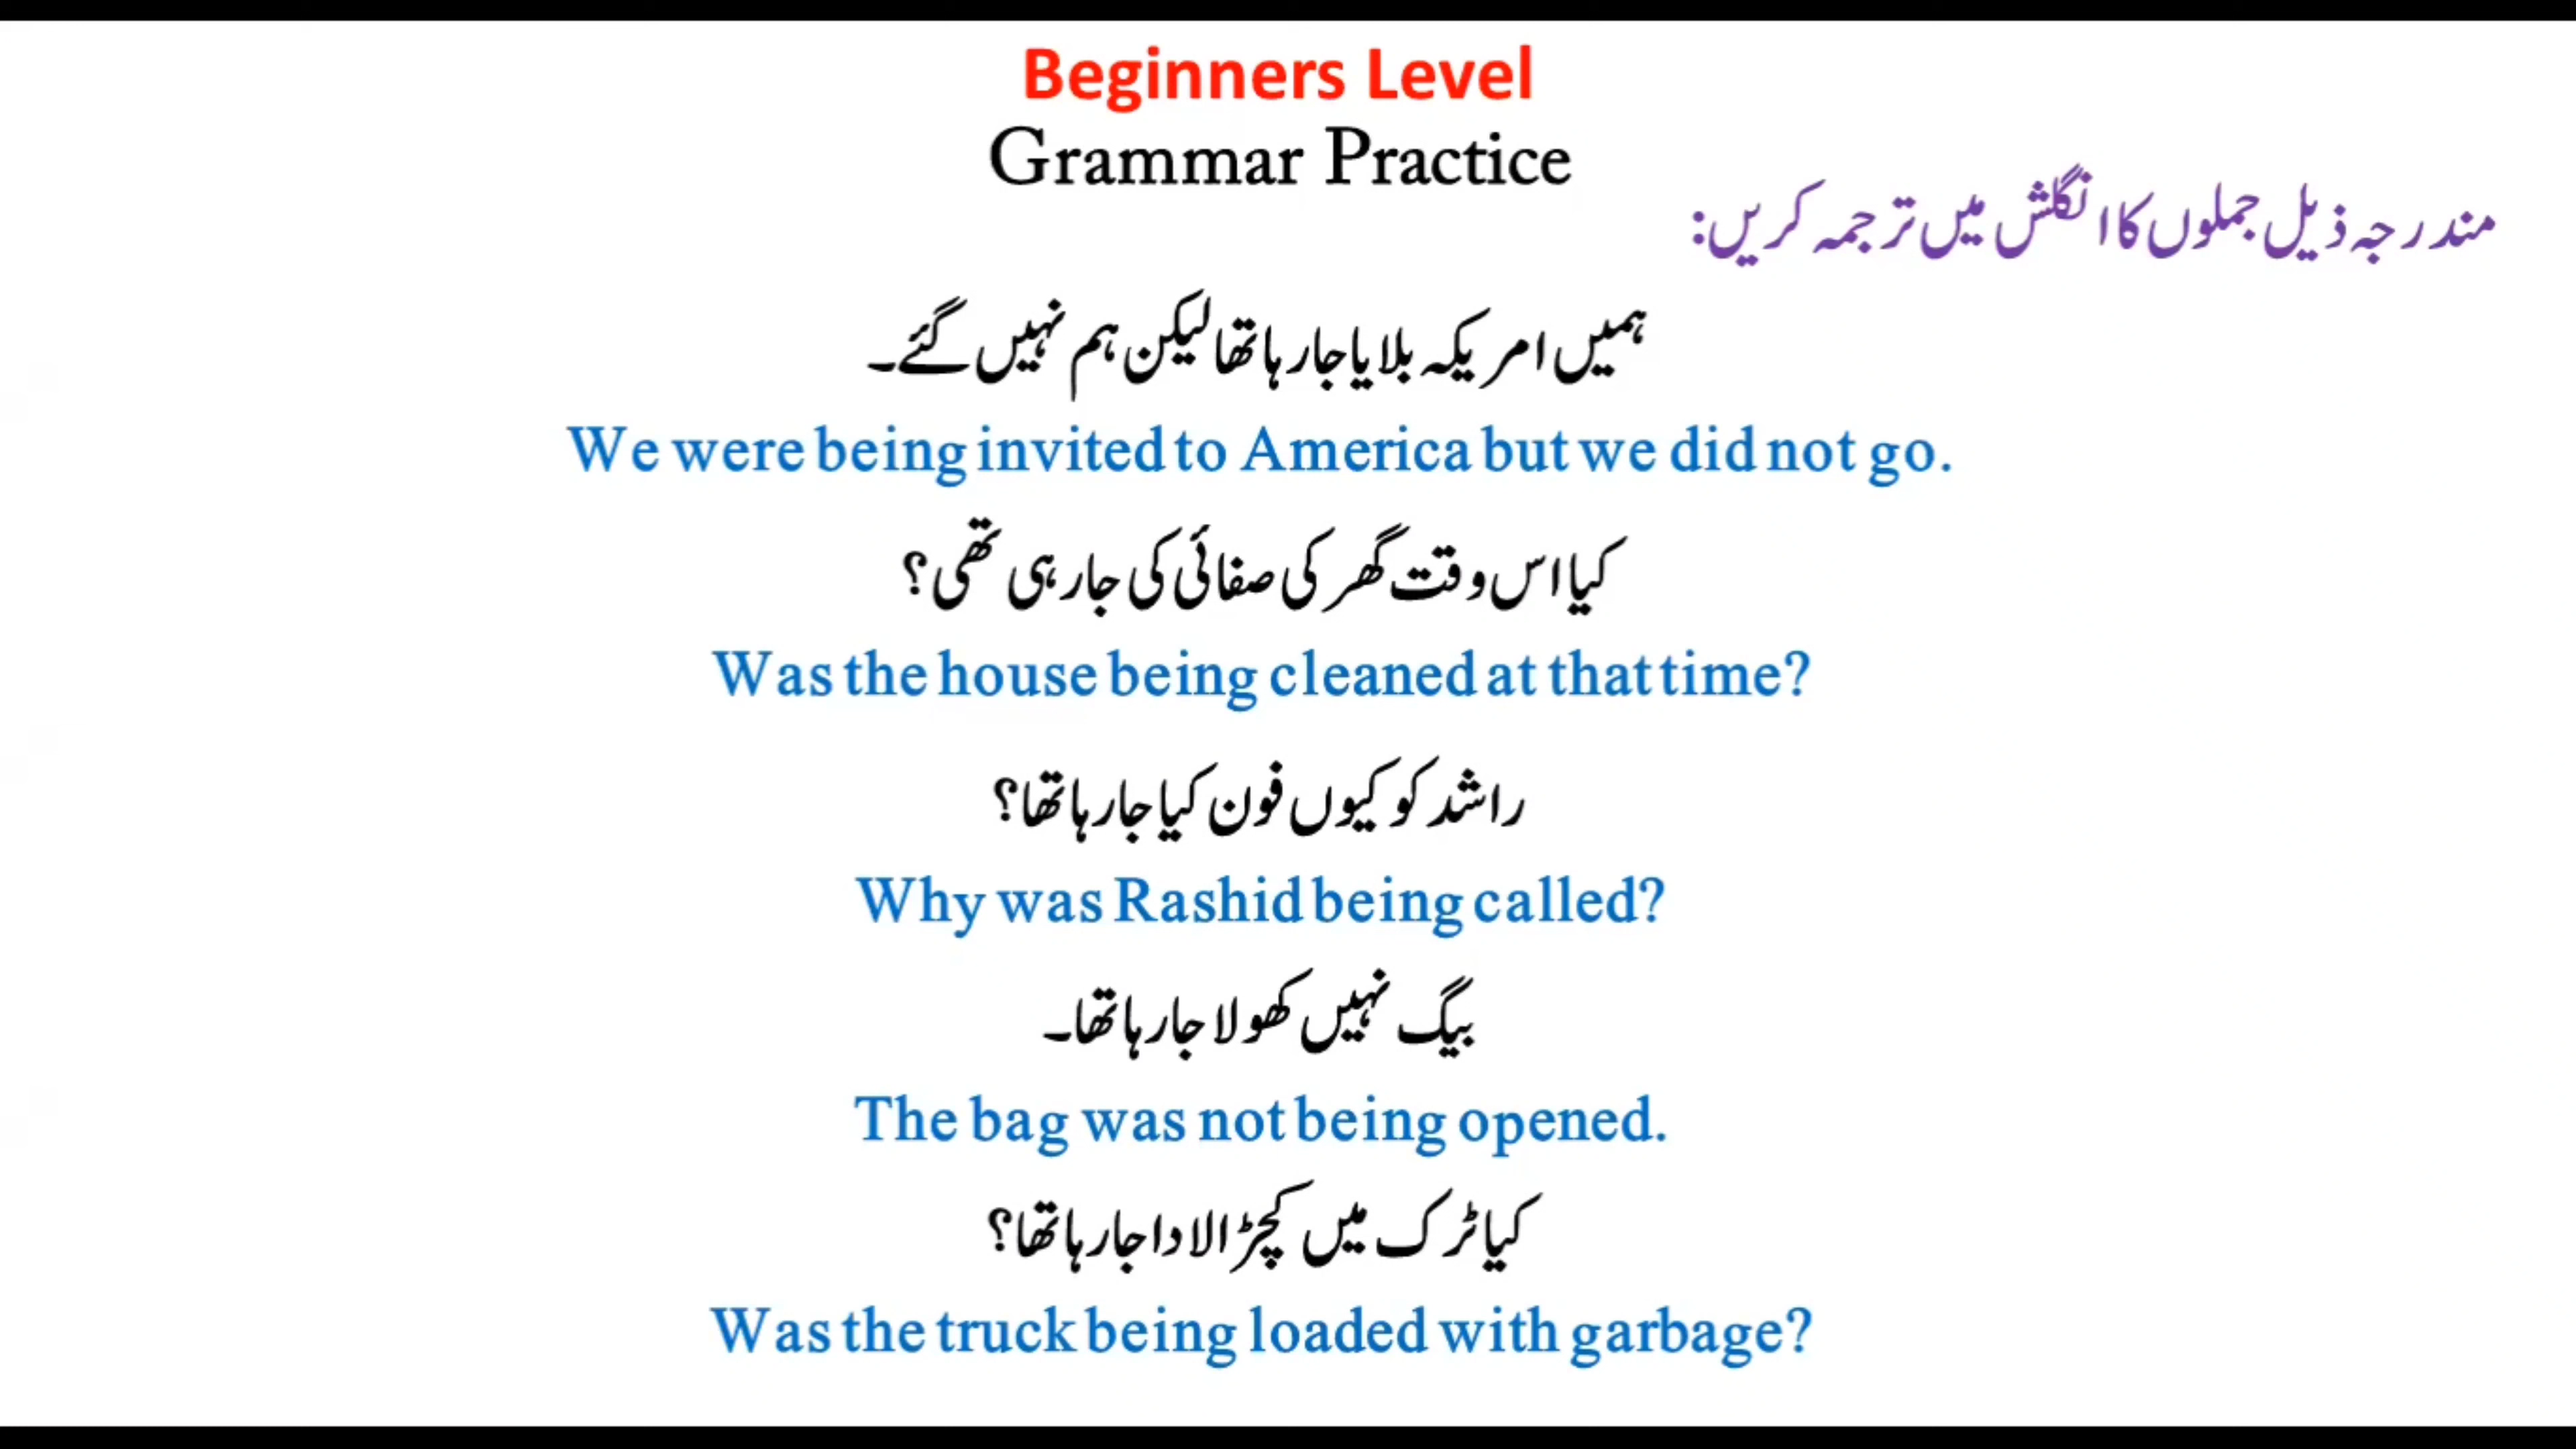 Beginners Level
Grammar Practice
مندرجہ ذیل جملوں کا انگلش میں ترجمہ کریں:
ہمیں امریکہ بلایا جا رہا تھا لیکن ہم نہیں گئے۔
We were being invited to America but we did not go.
کیا اس وقت گھر کی صفائی کی جا رہی تھی؟
Was the house being cleaned at that time?
راشد کو کیوں فون کیا جا رہا تھا؟
Why was Rashid being called?
بیگ نہیں کھولا جا رہا تھا۔
The bag was not being opened.
کیا ٹرک میں کچڑا لادا جا رہا تھا؟
Was the truck being loaded with garbage?